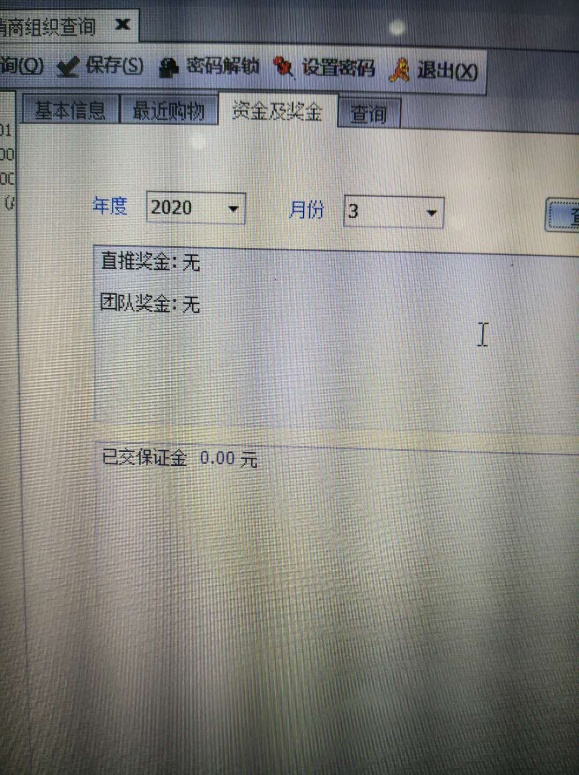 商组织查询
询(Q) 保存(S) 密码解锁 设置密码 退出(X)
基本信息 最近购物 资金及奖金 查询
年度 2020 月份 3
直推奖金: 无
团队奖金: 无
已交保证金 0.00 元